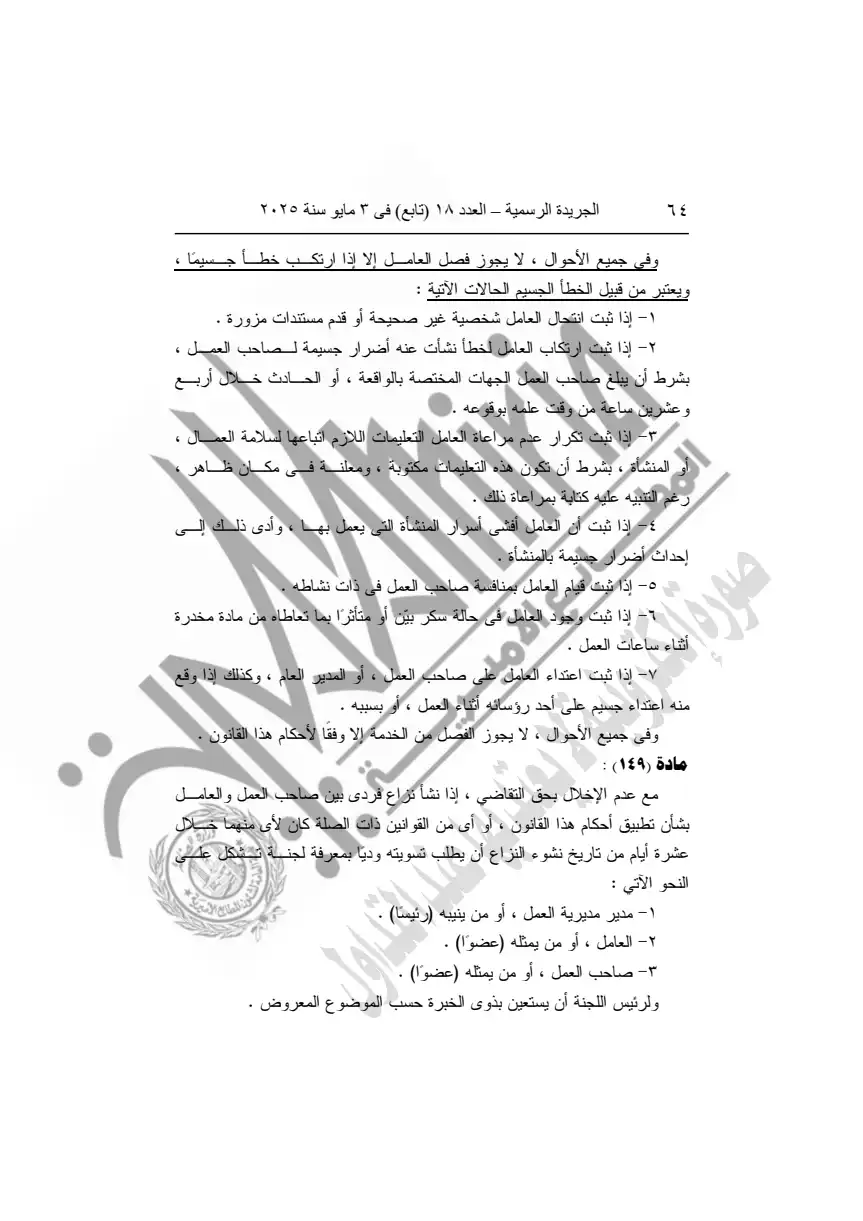 ٦٤ الجريدة الرسمية – العدد ١٨ (تابع) فى ٣ مايو سنة ٢٠٢٥
وفي جميع الأحوال ، لا يجوز فصل العامل إلا إذا ارتكب خطأ جسيمًا ،
ويعتبر من قبيل الخطأ الجسيم الحالات الآتية :
١- إذا ثبت انتحال العامل شخصية غير صحيحة أو قدم مستندات مزورة .
٢- إذا ثبت ارتكاب العامل لخطأ نشأت عنه أضرار جسيمة لصاحب العمل ،
بشرط أن يبلغ صاحب العمل الجهات المختصة بالواقعة ، أو الحادث خلال أربع
وعشرين ساعة من وقت علمه بوقوعه .
٣- إذا ثبت تكرار عدم مراعاة العامل التعليمات اللازم اتباعها لسلامة العمال ،
أو المنشأة ، بشرط أن تكون هذه التعليمات مكتوبة ، ومعلنة فى مكان ظاهر ،
رغم التنبيه عليه كتابة بمراعاة ذلك .
٤- إذا ثبت أن العامل أفشى أسرار المنشأة التى يعمل بها ، وأدى ذلك إلى
إحداث أضرار جسيمة بالمنشأة .
٥- إذا ثبت قيام العامل بمنافسة صاحب العمل فى ذات نشاطه .
٦- إذا ثبت وجود العامل فى حالة سكر بيّن أو متأثرًا بما تعاطاه من مادة مخدرة
أثناء ساعات العمل .
٧- إذا ثبت اعتداء العامل على صاحب العمل ، أو المدير العام ، وكذلك إذا وقع
منه اعتداء جسيم على أحد رؤسائه أثناء العمل ، أو بسببه .
وفى جميع الأحوال ، لا يجوز الفصل من الخدمة إلا وفقًا لأحكام هذا القانون .
مادة (١٤٩) :
مع عدم الإخلال بحق التقاضي ، إذا نشأ نزاع فردى بين صاحب العمل والعامل
بشأن تطبيق أحكام هذا القانون ، أو أى من القوانين ذات الصلة كان لأى منهما خلال
عشرة أيام من تاريخ نشوء النزاع أن يطلب تسويته وديًا بمعرفة لجنة تشكل على
النحو الآتي :
١- مدير مديرية العمل ، أو من ينيبه (رئيسًا) .
٢- العامل ، أو من يمثله (عضوًا) .
٣- صاحب العمل ، أو من يمثله (عضوًا) .
ولرئيس اللجنة أن يستعين بذوى الخبرة حسب الموضوع المعروض .